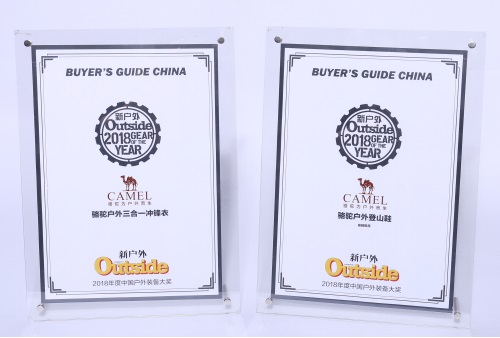 BUYER'S GUIDE CHINA
新户外
Outside
2018 GEAR
OF THE
YEAR
CAMEL
骆驼户外三合一冲锋衣
新户外
Outside
2018年度中国户外装备大奖
BUYER'S GUIDE CHINA
新户外
Outside
2018 GEAR
OF THE
YEAR
CAMEL
骆驼户外登山鞋
新户外
Outside
2018年度中国户外装备大奖